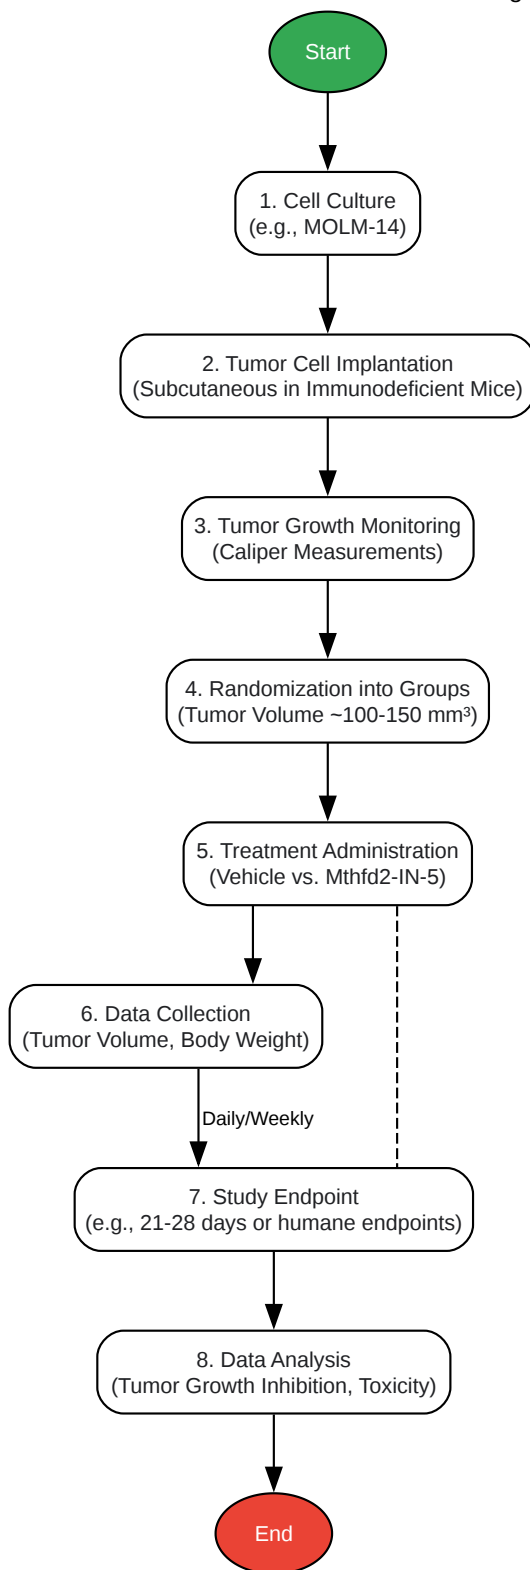 Start
1. Cell Culture
(e.g., MOLM-14)
2. Tumor Cell Implantation
(Subcutaneous in Immunodeficient Mice)
3. Tumor Growth Monitoring
(Caliper Measurements)
4. Randomization into Groups
(Tumor Volume ~100-150 mm³)
5. Treatment Administration
(Vehicle vs. Mthfd2-IN-5)
6. Data Collection
(Tumor Volume, Body Weight)
Daily/Weekly
7. Study Endpoint
(e.g., 21-28 days or humane endpoints)
8. Data Analysis
(Tumor Growth Inhibition, Toxicity)
End